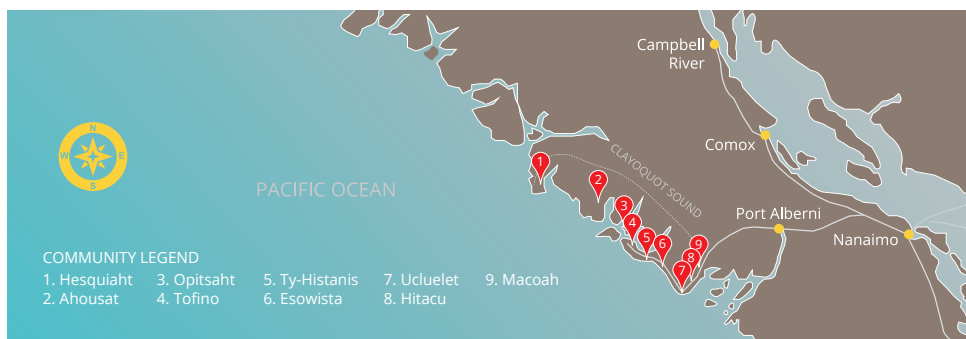 Campbell
River
Comox
CLAYOQUOT SOUND
PACIFIC OCEAN
Port Alberni
Nanaimo
N
W
E
S
1
2
3
4
5
6
7
8
9
COMMUNITY LEGEND
1. Hesquiaht 3. Opitsaht 5. Ty-Histanis 7. Ucluelet 9. Macoah
2. Ahousat 4. Tofino 6. Esowista 8. Hitacu